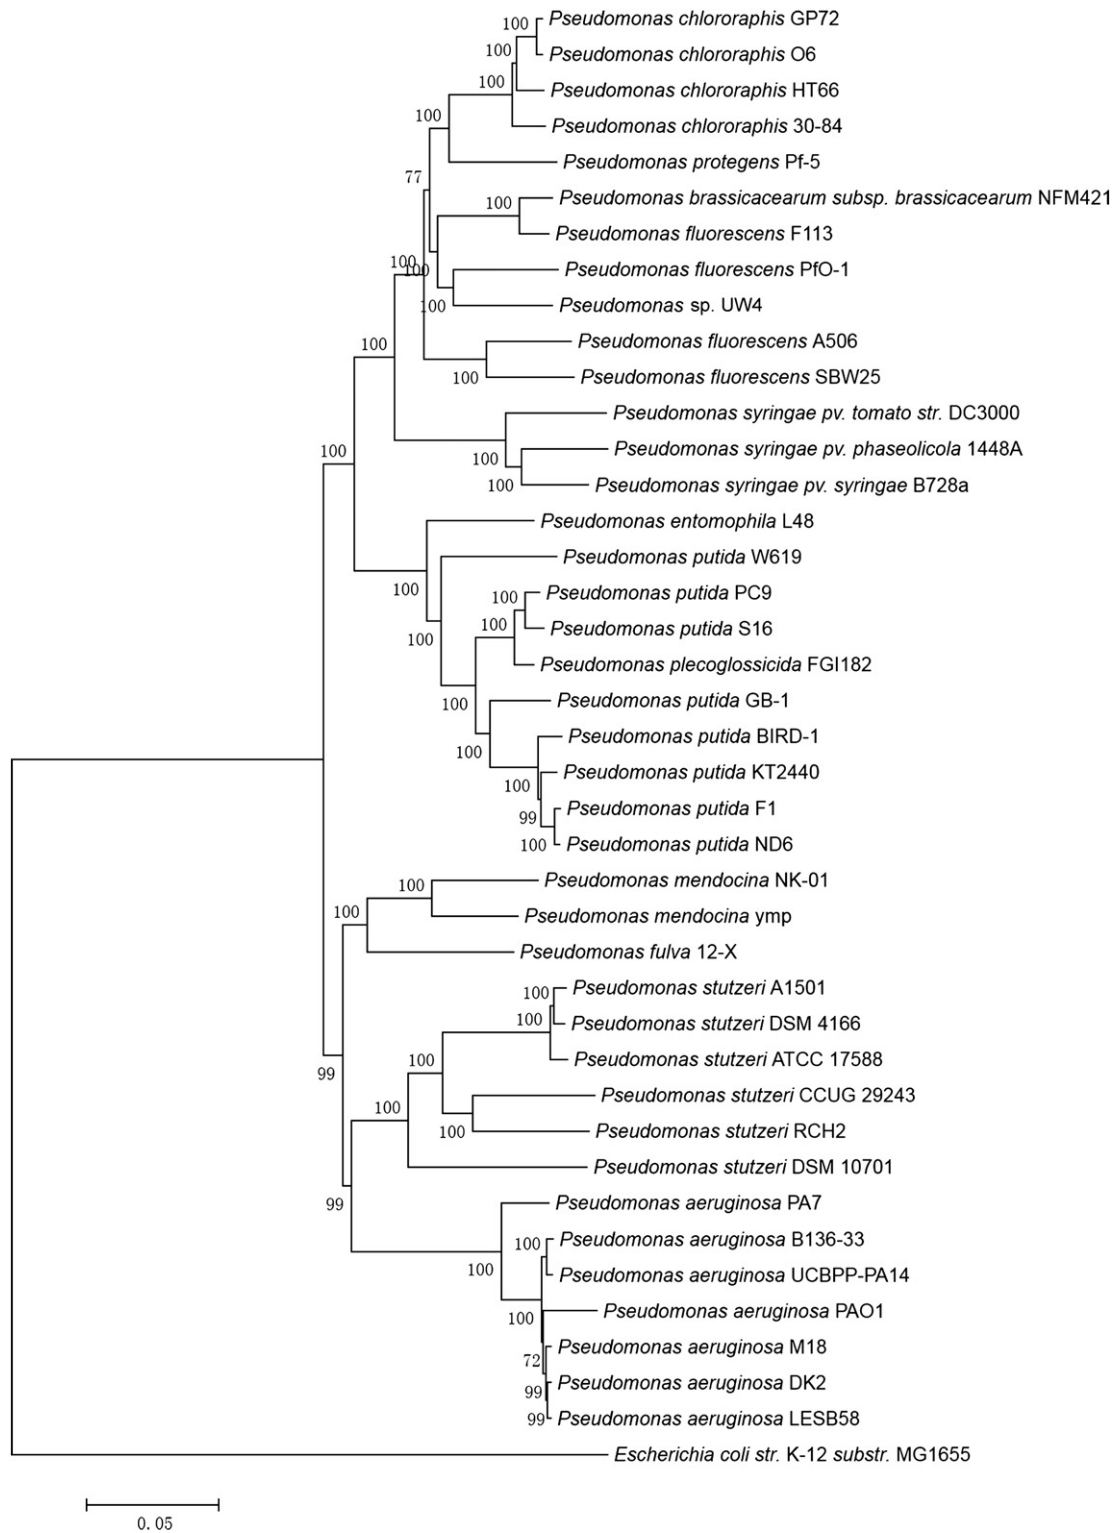 100 Pseudomonas chlororaphis GP72
100 Pseudomonas chlororaphis O6
100 Pseudomonas chlororaphis HT66
100 Pseudomonas chlororaphis 30-84
Pseudomonas protegens Pf-5
77
100 Pseudomonas brassicacearum subsp. brassicacearum NFM421
Pseudomonas fluorescens F113
100 100 Pseudomonas fluorescens PfO-1
100 Pseudomonas sp. UW4
100 Pseudomonas fluorescens A506
100 Pseudomonas fluorescens SBW25
Pseudomonas syringae pv. tomato str. DC3000
100 100 Pseudomonas syringae pv. phaseolicola 1448A
100 Pseudomonas syringae pv. syringae B728a
Pseudomonas entomophila L48
Pseudomonas putida W619
100 100 Pseudomonas putida PC9
100 100 Pseudomonas putida S16
Pseudomonas plecoglossicida FGI182
100 Pseudomonas putida GB-1
Pseudomonas putida BIRD-1
100 100 Pseudomonas putida KT2440
99 Pseudomonas putida F1
100 Pseudomonas putida ND6
100 Pseudomonas mendocina NK-01
100 Pseudomonas mendocina ymp
Pseudomonas fulva 12-X
100 Pseudomonas stutzeri A1501
100 Pseudomonas stutzeri DSM 4166
99 100 Pseudomonas stutzeri ATCC 17588
100 Pseudomonas stutzeri CCUG 29243
100 Pseudomonas stutzeri RCH2
Pseudomonas stutzeri DSM 10701
99 Pseudomonas aeruginosa PA7
100 Pseudomonas aeruginosa B136-33
100 Pseudomonas aeruginosa UCBPP-PA14
100 Pseudomonas aeruginosa PAO1
72 Pseudomonas aeruginosa M18
99 Pseudomonas aeruginosa DK2
99 Pseudomonas aeruginosa LESB58
Escherichia coli str. K-12 substr. MG1655
0.05